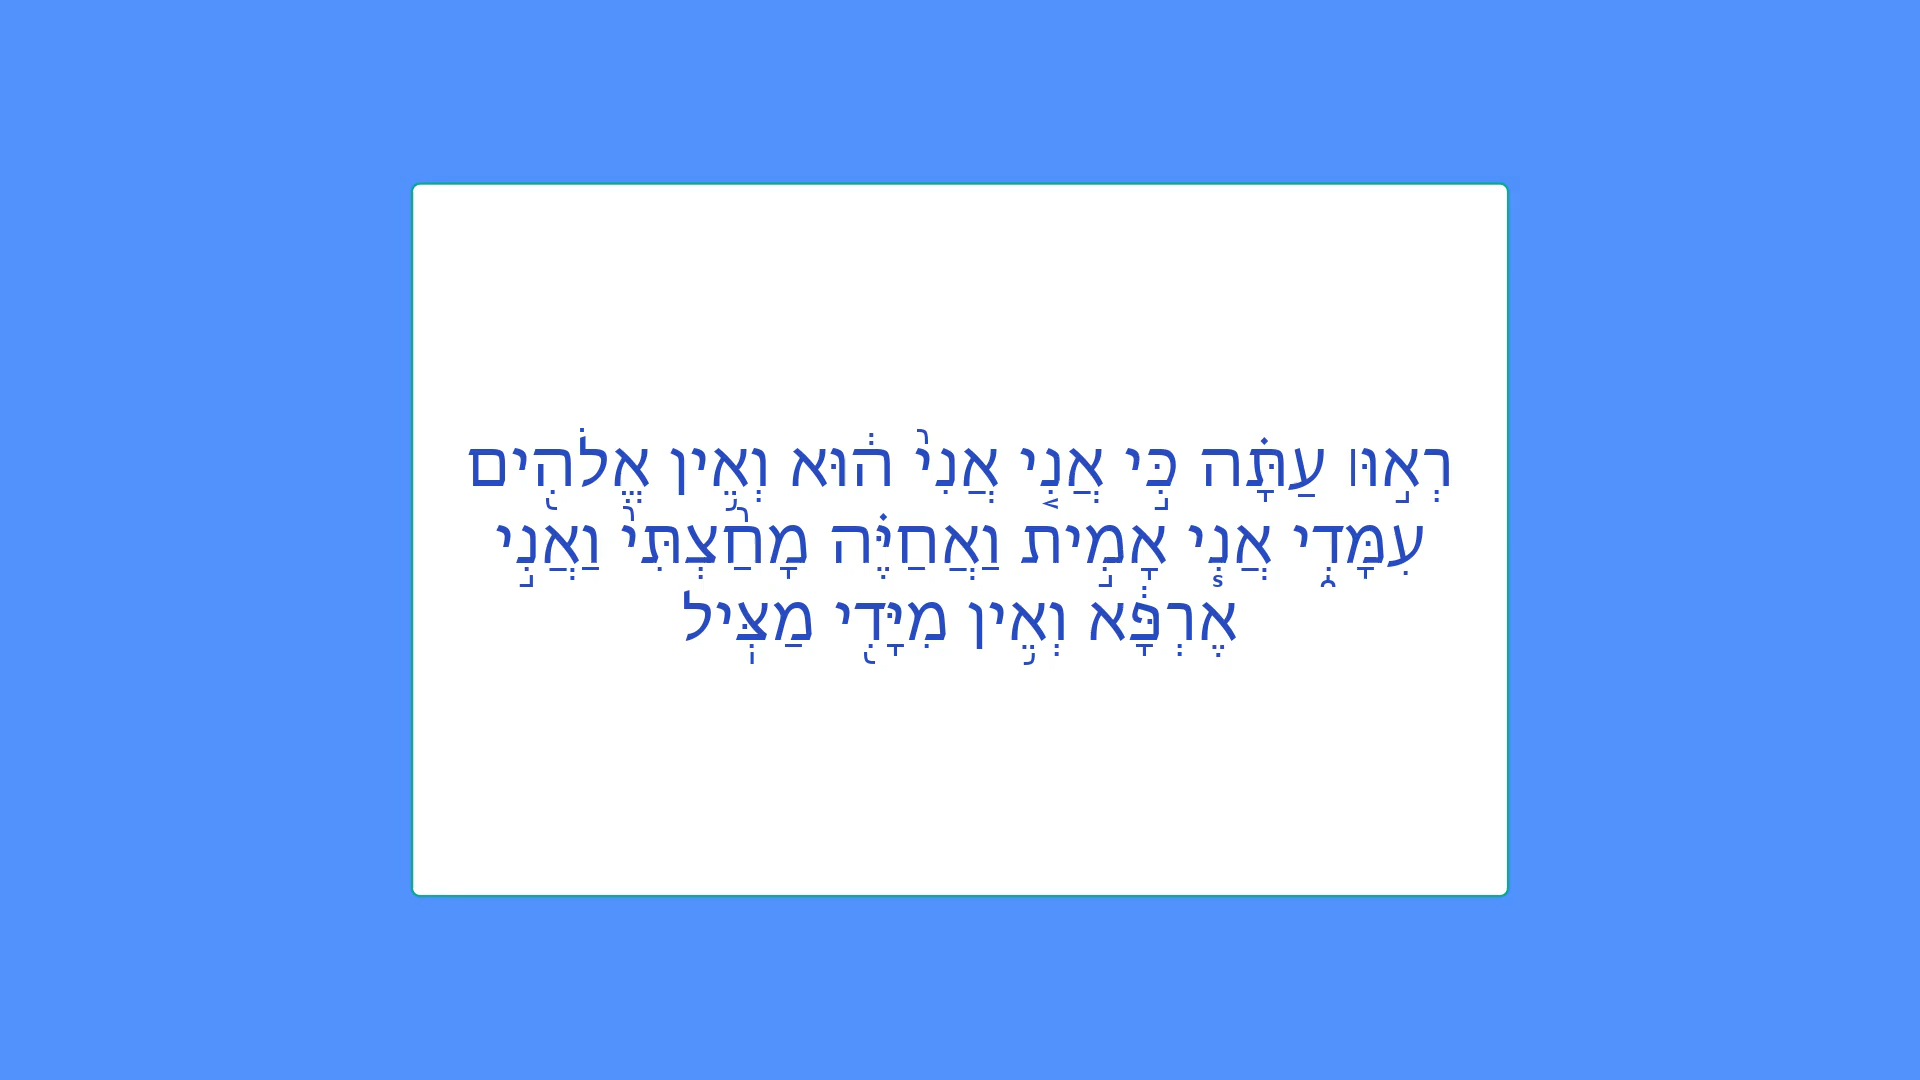 רְא֣וּ׀ עַתָּ֗ה כִּ֣י אֲנִ֤י אֲנִי֙ ה֔וּא וְאֵ֥ין אֱלֹהִ֖ים
עִמָּדִ֑י אֲנִ֧י אָמִ֣ית וַאֲחַיֶּ֗ה מָחַ֙צְתִּי֙ וַאֲנִ֣י
אֶרְפָּ֔א וְאֵ֥ין מִיָּדִ֖י מַצִּֽיל